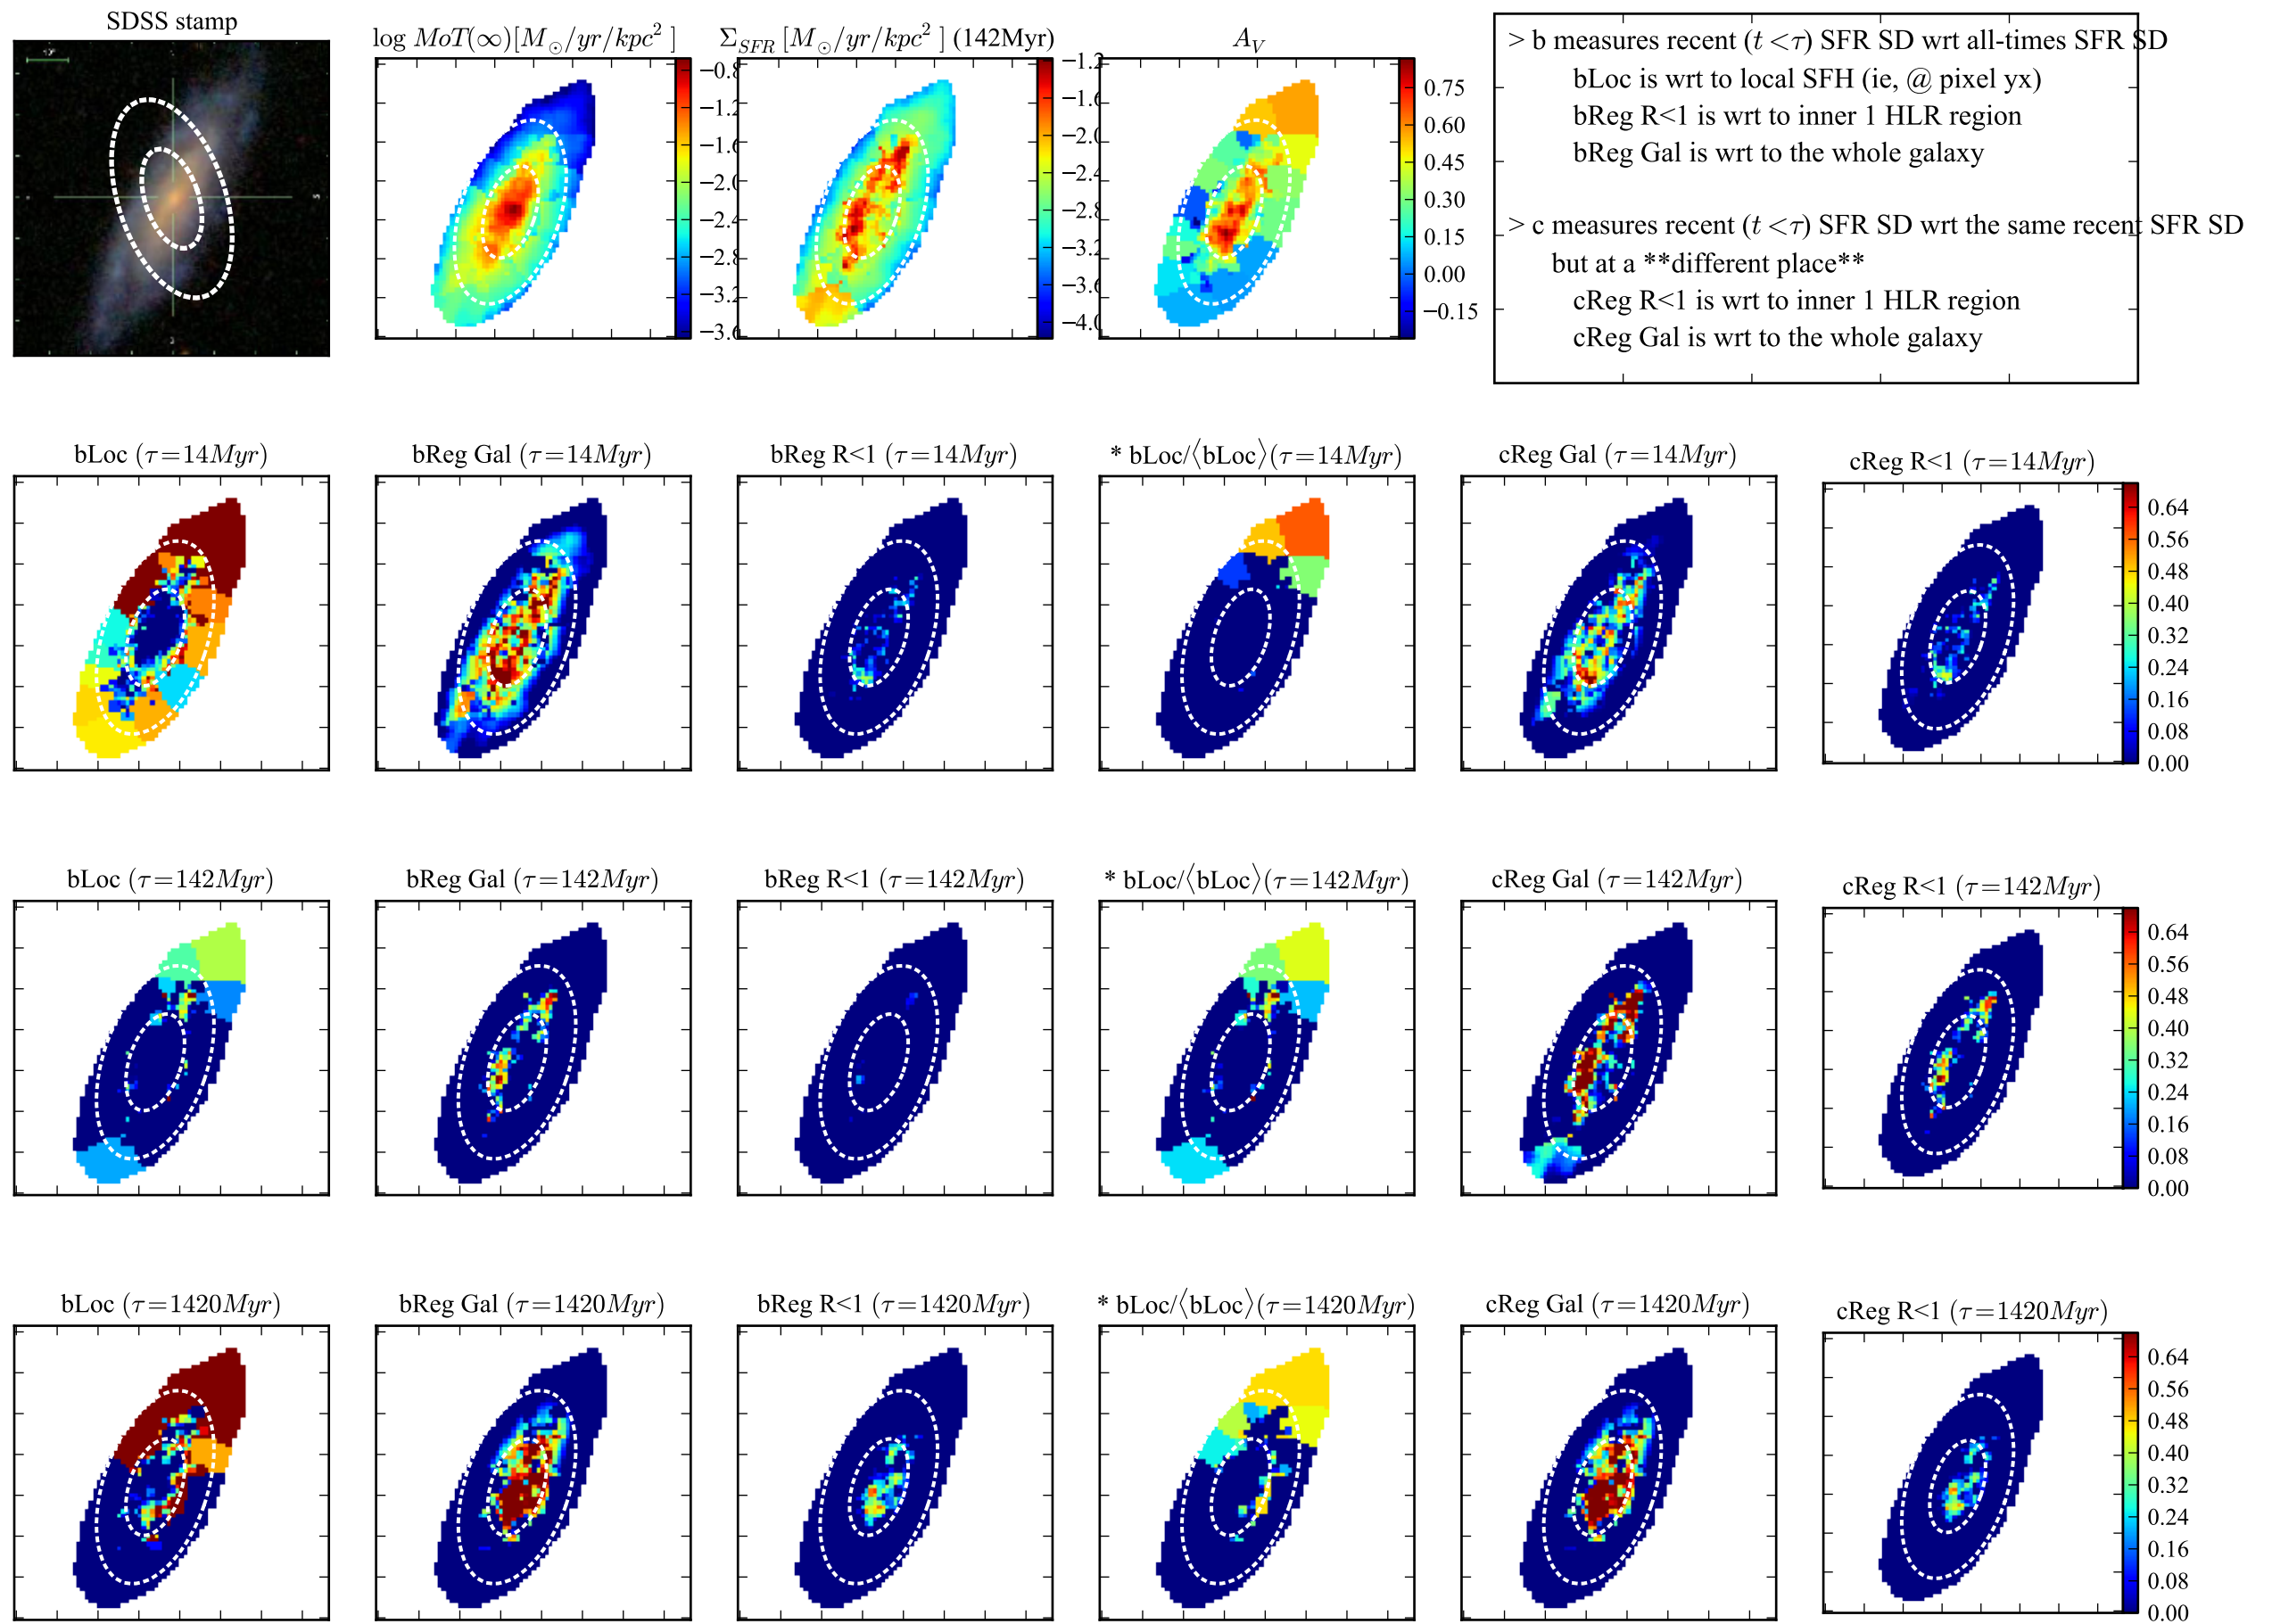 SDSS stamp
log MoT(∞)[M⊙/yr/kpc² ]
Σ_SFR [M⊙/yr/kpc² ] (142Myr)
A_V
−0.8
−1.2
−1.6
−2.0
−2.4
−2.8
−3.2
−3.6
−1.2
−1.6
−2.0
−2.4
−2.8
−3.2
−3.6
−4.0
0.75
0.60
0.45
0.30
0.15
0.00
−0.15
> b measures recent (t <τ) SFR SD wrt all-times SFR SD
bLoc is wrt to local SFH (ie, @ pixel yx)
bReg R<1 is wrt to inner 1 HLR region
bReg Gal is wrt to the whole galaxy
> c measures recent (t <τ) SFR SD wrt the same recent SFR SD
but at a **different place**
cReg R<1 is wrt to inner 1 HLR region
cReg Gal is wrt to the whole galaxy
bLoc (τ=14Myr)
bReg Gal (τ=14Myr)
bReg R<1 (τ=14Myr)
* bLoc/⟨bLoc⟩(τ=14Myr)
cReg Gal (τ=14Myr)
cReg R<1 (τ=14Myr)
0.64
0.56
0.48
0.40
0.32
0.24
0.16
0.08
0.00
bLoc (τ=142Myr)
bReg Gal (τ=142Myr)
bReg R<1 (τ=142Myr)
* bLoc/⟨bLoc⟩(τ=142Myr)
cReg Gal (τ=142Myr)
cReg R<1 (τ=142Myr)
0.64
0.56
0.48
0.40
0.32
0.24
0.16
0.08
0.00
bLoc (τ=1420Myr)
bReg Gal (τ=1420Myr)
bReg R<1 (τ=1420Myr)
* bLoc/⟨bLoc⟩(τ=1420Myr)
cReg Gal (τ=1420Myr)
cReg R<1 (τ=1420Myr)
0.64
0.56
0.48
0.40
0.32
0.24
0.16
0.08
0.00